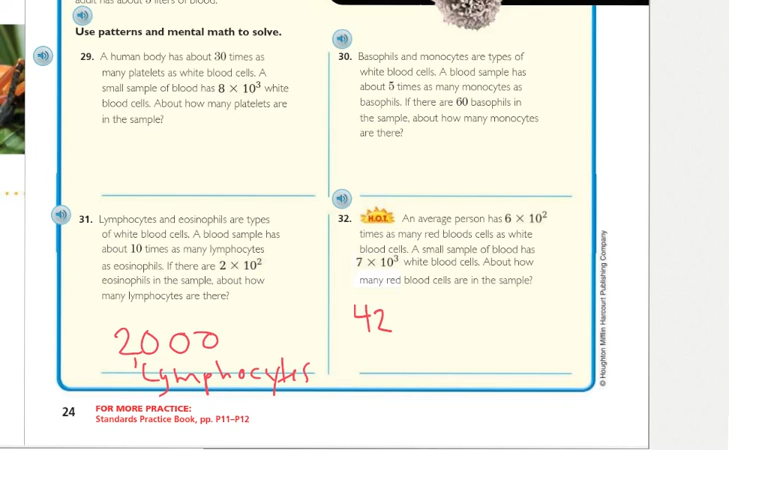 adult has about 5 liters of blood.
Use patterns and mental math to solve.
29. A human body has about 30 times as
many platelets as white blood cells. A
small sample of blood has 8 × 10³ white
blood cells. About how many platelets are
in the sample?
30. Basophils and monocytes are types of
white blood cells. A blood sample has
about 5 times as many monocytes as
basophils. If there are 60 basophils in
the sample, about how many monocytes
are there?
31. Lymphocytes and eosinophils are types
of white blood cells. A blood sample has
about 10 times as many lymphocytes
as eosinophils. If there are 2 × 10²
eosinophils in the sample, about how
many lymphocytes are there?
2000
Lymphocytes
32. H.O.T. An average person has 6 × 10²
times as many red bloods cells as white
blood cells. A small sample of blood has
7 × 10³ white blood cells. About how
many red blood cells are in the sample?
42
© Houghton Mifflin Harcourt Publishing Company
24
FOR MORE PRACTICE:
Standards Practice Book, pp. P11–P12